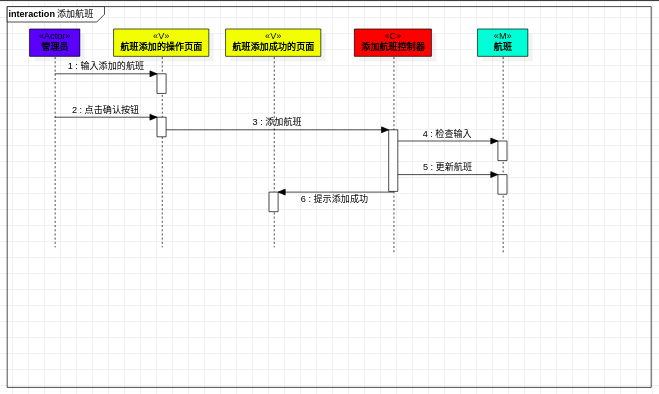 interaction 添加航班
«Actor»
管理员
«V»
航班添加的操作页面
«V»
航班添加成功的页面
«C»
添加航班控制器
«M»
航班
1 : 输入添加的航班
2 : 点击确认按钮
3 : 添加航班
4 : 检查输入
5 : 更新航班
6 : 提示添加成功